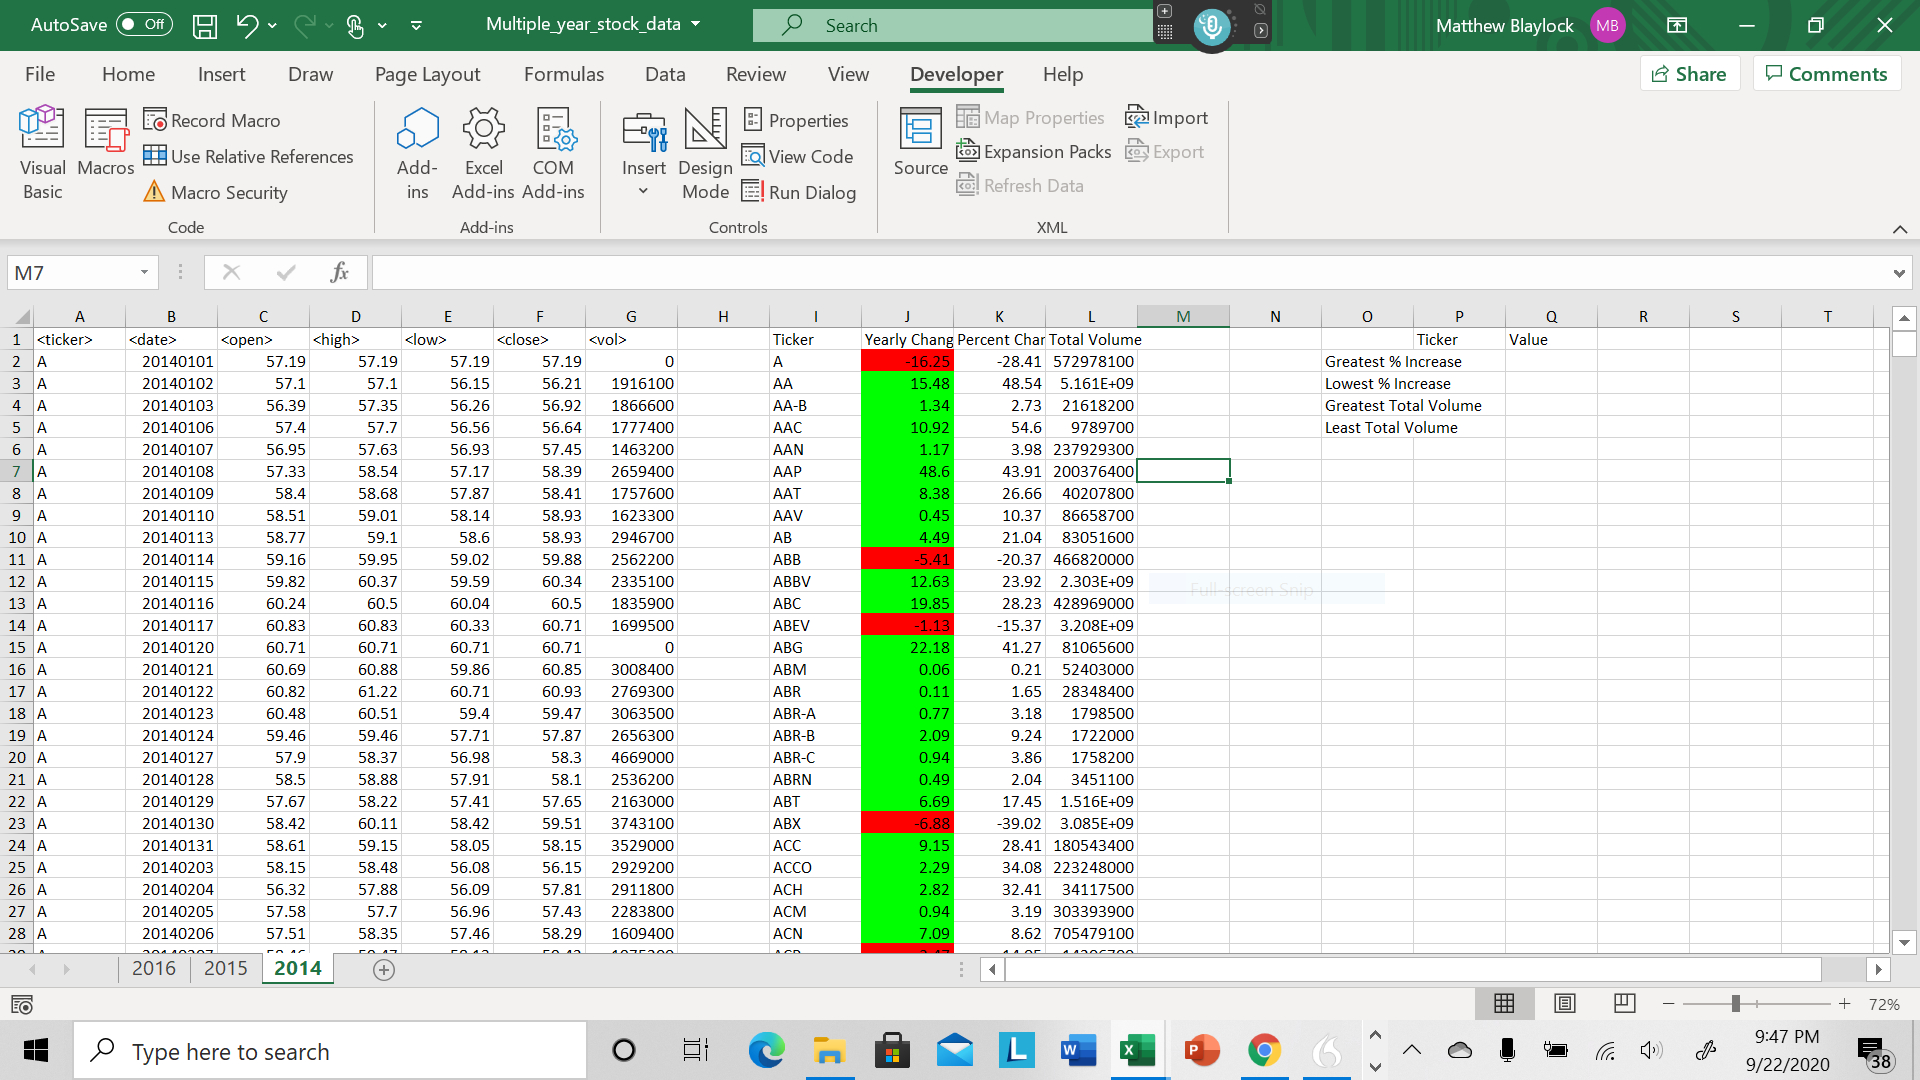 AutoSave Off Multiple_year_stock_data Search Matthew Blaylock MB
File Home Insert Draw Page Layout Formulas Data Review View Developer Help Share Comments
Visual Basic Macros Record Macro Use Relative References Macro Security Code
Add-ins Excel Add-ins COM Add-ins Add-ins
Insert Design Mode Properties View Code Run Dialog Controls
Source Map Properties Expansion Packs Refresh Data Import Export XML
M7 fx
A B C D E F G H I J K L M N O P Q R S T
1 <ticker> <date> <open> <high> <low> <close> <vol> Ticker Yearly Chang Percent Char Total Volume Ticker Value
2 A 20140101 57.19 57.19 57.19 57.19 0 A -16.25 -28.41 572978100 Greatest % Increase
3 A 20140102 57.1 57.1 56.15 56.21 1916100 AA 15.48 48.54 5.161E+09 Lowest % Increase
4 A 20140103 56.39 57.35 56.26 56.92 1866600 AA-B 1.34 2.73 21618200 Greatest Total Volume
5 A 20140106 57.4 57.7 56.56 56.64 1777400 AAC 10.92 54.6 9789700 Least Total Volume
6 A 20140107 56.95 57.63 56.93 57.45 1463200 AAN 1.17 3.98 237929300
7 A 20140108 57.33 58.54 57.17 58.39 2659400 AAP 48.6 43.91 200376400
8 A 20140109 58.4 58.68 57.87 58.41 1757600 AAT 8.38 26.66 40207800
9 A 20140110 58.51 59.01 58.14 58.93 1623300 AAV 0.45 10.37 86658700
10 A 20140113 58.77 59.1 58.6 58.93 2946700 AB 4.49 21.04 83051600
11 A 20140114 59.16 59.95 59.02 59.88 2562200 ABB -5.41 -20.37 466820000
12 A 20140115 59.82 60.37 59.59 60.34 2335100 ABBV 12.63 23.92 2.303E+09 Full-screen Snip
13 A 20140116 60.24 60.5 60.04 60.5 1835900 ABC 19.85 28.23 428969000
14 A 20140117 60.83 60.83 60.33 60.71 1699500 ABEV -1.13 -15.37 3.208E+09
15 A 20140120 60.71 60.71 60.71 60.71 0 ABG 22.18 41.27 81065600
16 A 20140121 60.69 60.88 59.86 60.85 3008400 ABM 0.06 0.21 52403000
17 A 20140122 60.82 61.22 60.71 60.93 2769300 ABR 0.11 1.65 28348400
18 A 20140123 60.48 60.51 59.4 59.47 3063500 ABR-A 0.77 3.18 1798500
19 A 20140124 59.46 59.46 57.71 57.87 2656300 ABR-B 2.09 9.24 1722000
20 A 20140127 57.9 58.37 56.98 58.3 4669000 ABR-C 0.94 3.86 1758200
21 A 20140128 58.5 58.88 57.91 58.1 2536200 ABRN 0.49 2.04 3451100
22 A 20140129 57.67 58.22 57.41 57.65 2163000 ABT 6.69 17.45 1.516E+09
23 A 20140130 58.42 60.11 58.42 59.51 3743100 ABX -6.88 -39.02 3.085E+09
24 A 20140131 58.61 59.15 58.05 58.15 3529000 ACC 9.15 28.41 180543400
25 A 20140203 58.15 58.48 56.08 56.15 2929200 ACCO 2.29 34.08 223248000
26 A 20140204 56.32 57.88 56.09 57.81 2911800 ACH 2.82 32.41 34117500
27 A 20140205 57.58 57.7 56.96 57.43 2283800 ACM 0.94 3.19 303393900
28 A 20140206 57.51 58.35 57.46 58.29 1609400 ACN 7.09 8.62 705479100
2016 2015 2014
72%
Type here to search 9:47 PM
9/22/2020 38